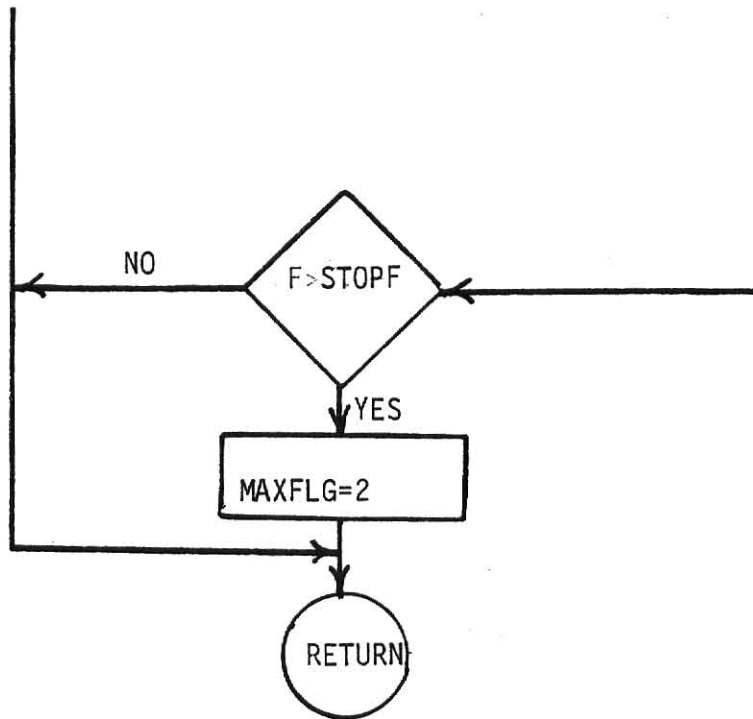 NO
F>STOPF
YES
MAXFLG=2
RETURN